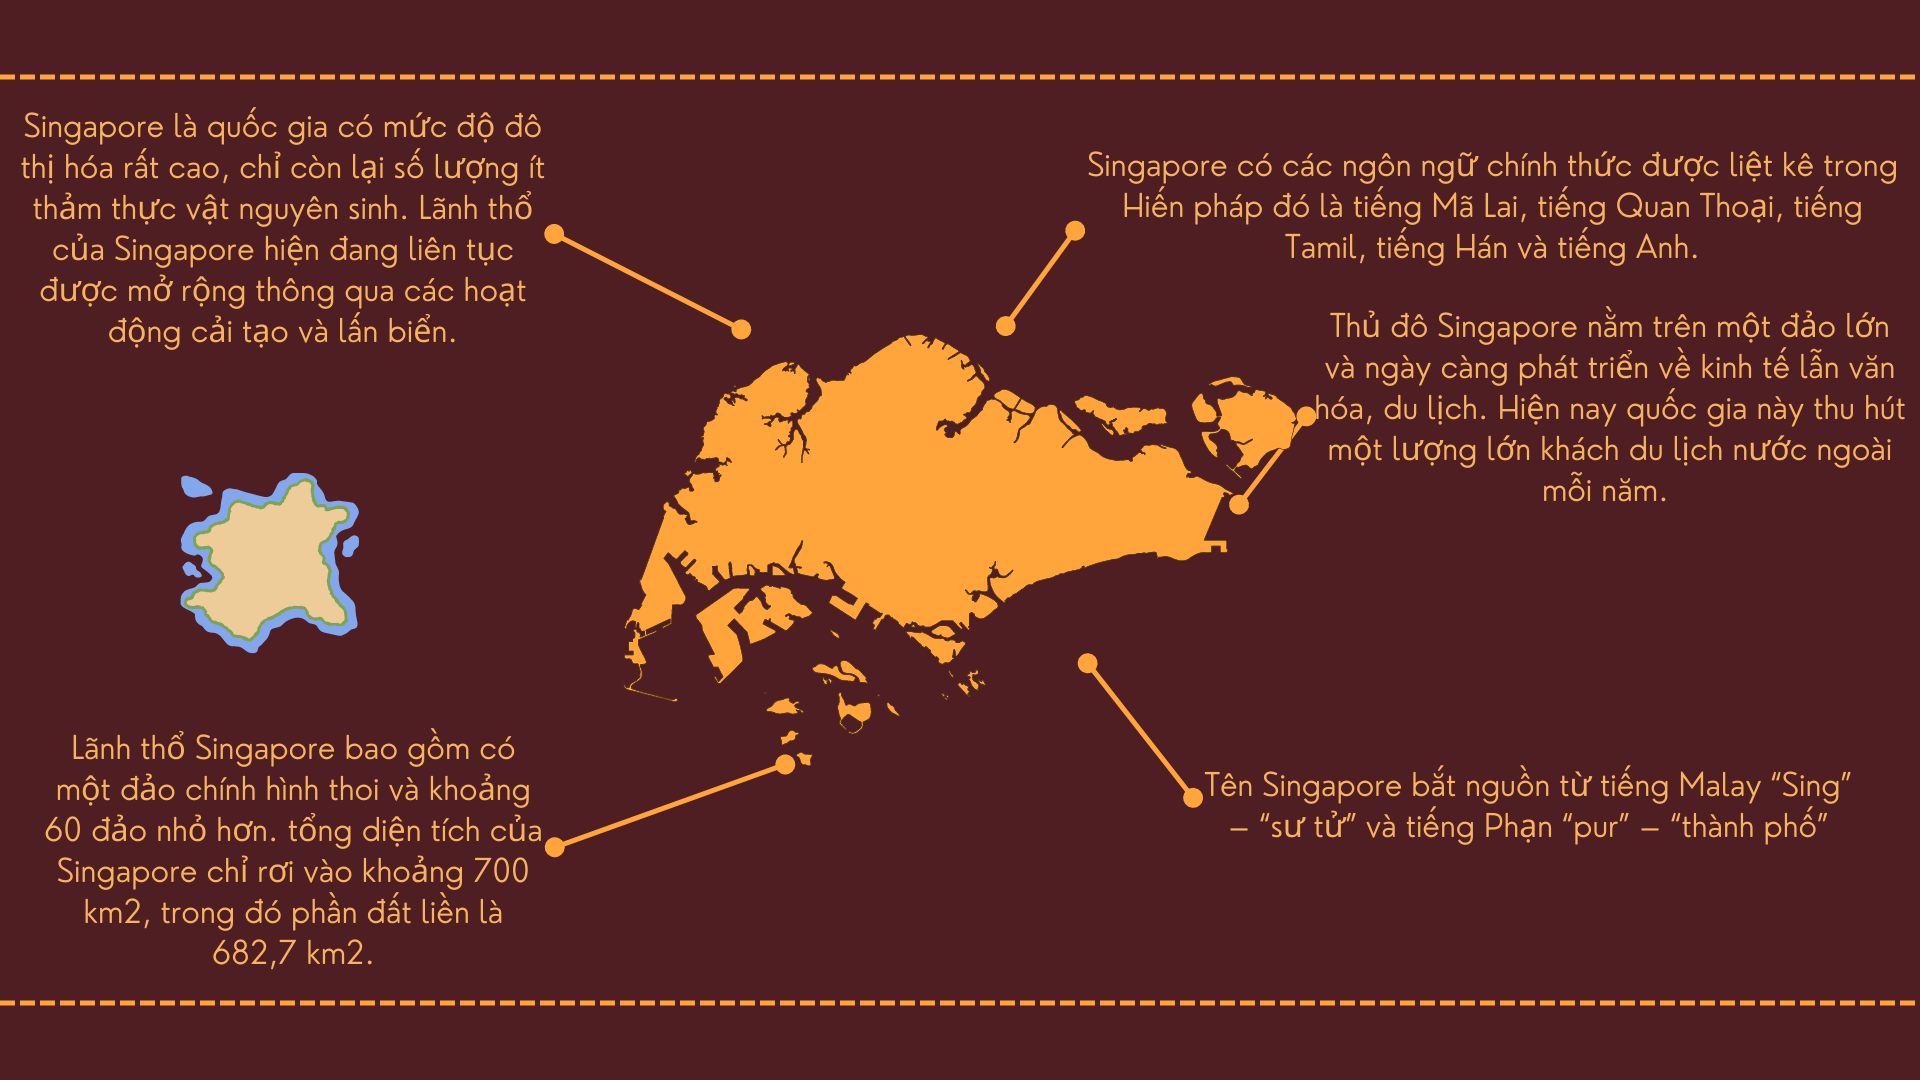 Singapore là quốc gia có mức độ đô
thị hóa rất cao, chỉ còn lại số lượng ít
thảm thực vật nguyên sinh. Lãnh thổ
của Singapore hiện đang liên tục
được mở rộng thông qua các hoạt
động cải tạo và lấn biển.
Singapore có các ngôn ngữ chính thức được liệt kê trong
Hiến pháp đó là tiếng Mã Lai, tiếng Quan Thoại, tiếng
Tamil, tiếng Hán và tiếng Anh.
Thủ đô Singapore nằm trên một đảo lớn
và ngày càng phát triển về kinh tế lẫn văn
hóa, du lịch. Hiện nay quốc gia này thu hút
một lượng lớn khách du lịch nước ngoài
mỗi năm.
Lãnh thổ Singapore bao gồm có
một đảo chính hình thoi và khoảng
60 đảo nhỏ hơn. tổng diện tích của
Singapore chỉ rơi vào khoảng 700
km2, trong đó phần đất liền là
682,7 km2.
Tên Singapore bắt nguồn từ tiếng Malay “Sing”
– “sư tử” và tiếng Phạn “pur” – “thành phố”